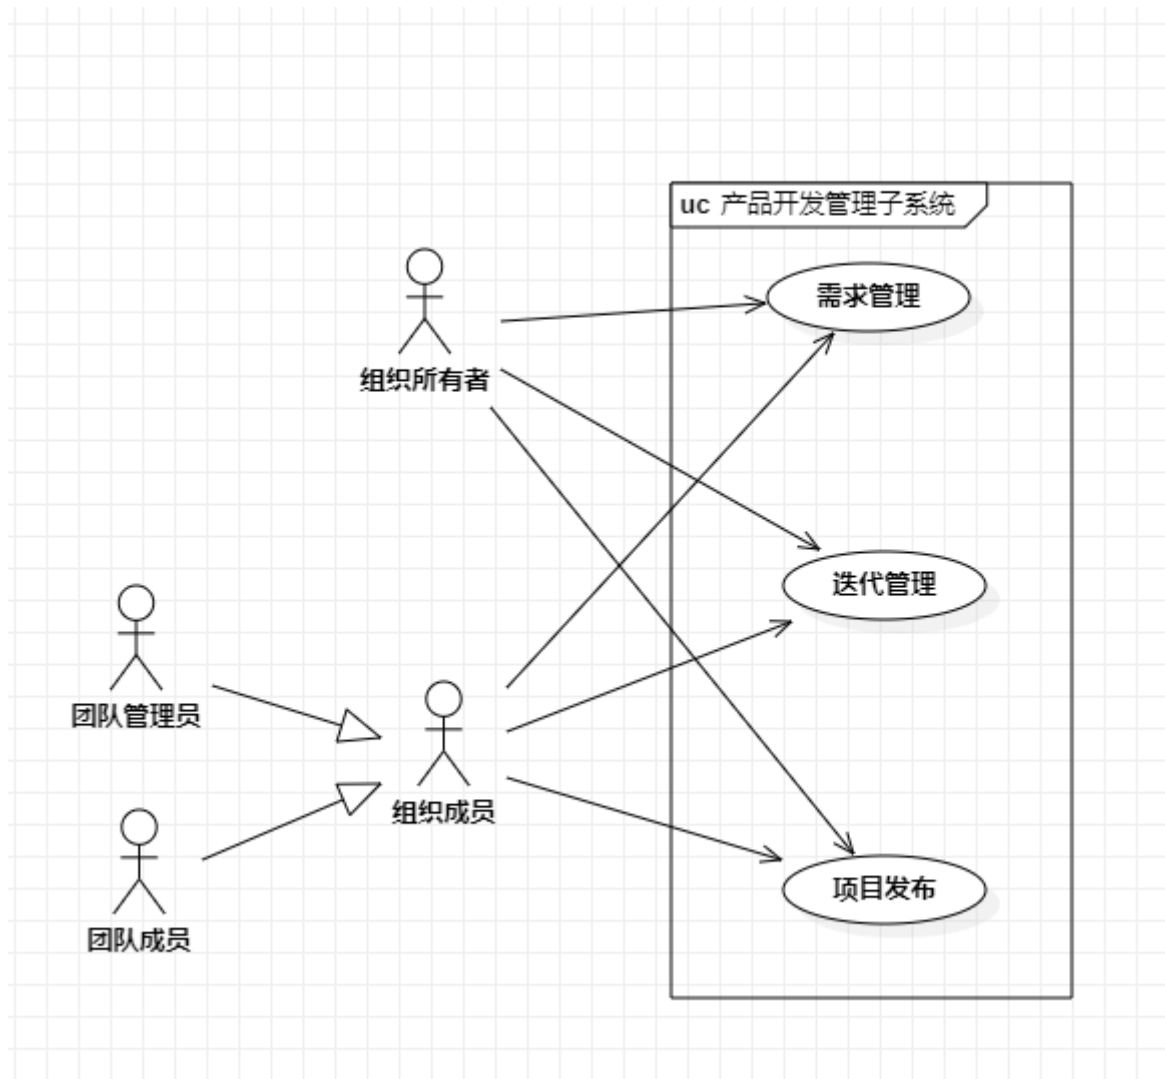 uc 产品开发管理子系统
需求管理
组织所有者
迭代管理
团队管理员
组织成员
项目发布
团队成员